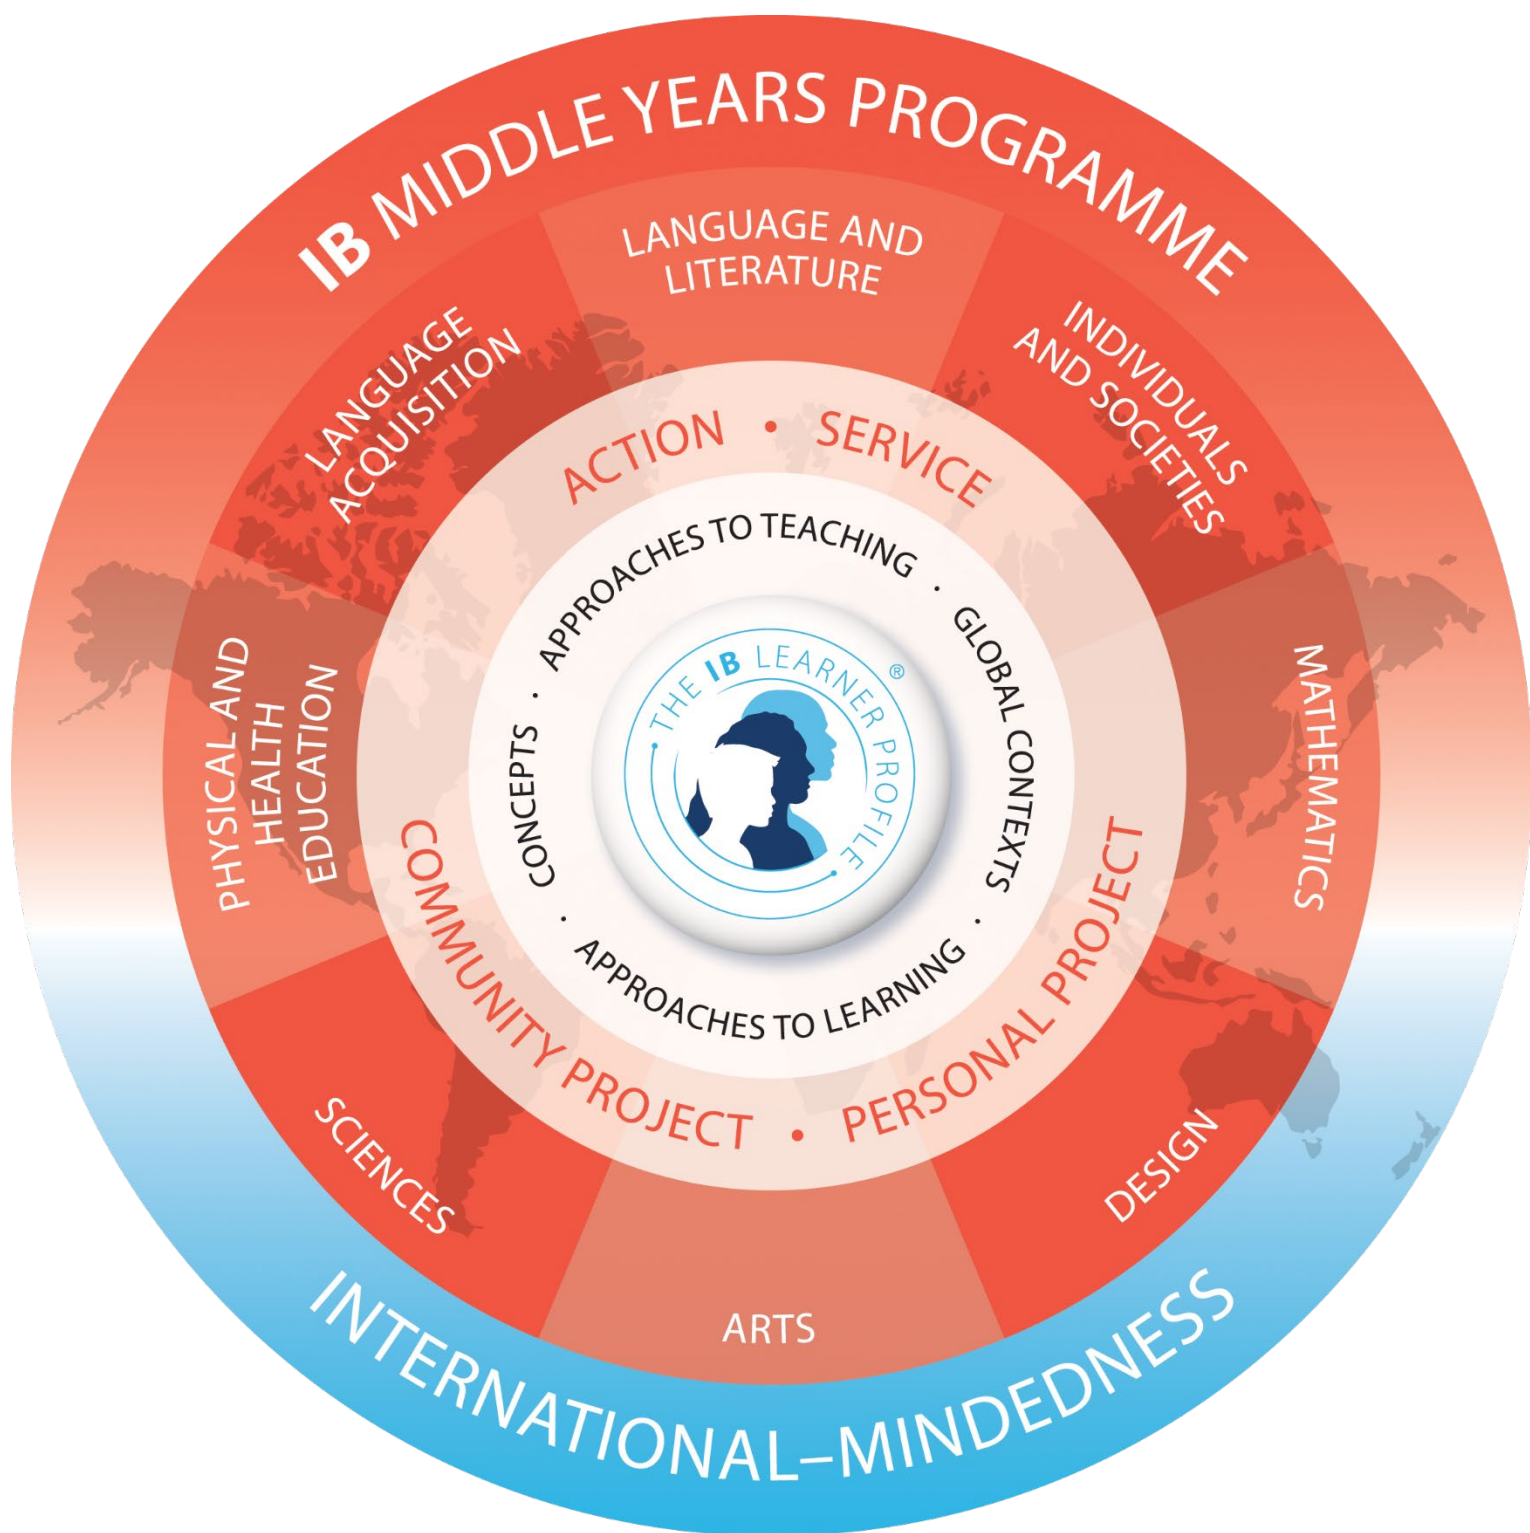 IB MIDDLE YEARS PROGRAMME
LANGUAGE AND
LITERATURE
INDIVIDUALS
AND SOCIETIES
MATHEMATICS
DESIGN
ARTS
SCIENCES
PHYSICAL AND
HEALTH
EDUCATION
LANGUAGE
ACQUISITION
ACTION • SERVICE
COMMUNITY PROJECT • PERSONAL PROJECT
APPROACHES TO TEACHING · GLOBAL CONTEXTS · APPROACHES TO LEARNING · CONCEPTS ·
THE IB LEARNER PROFILE ®
INTERNATIONAL–MINDEDNESS